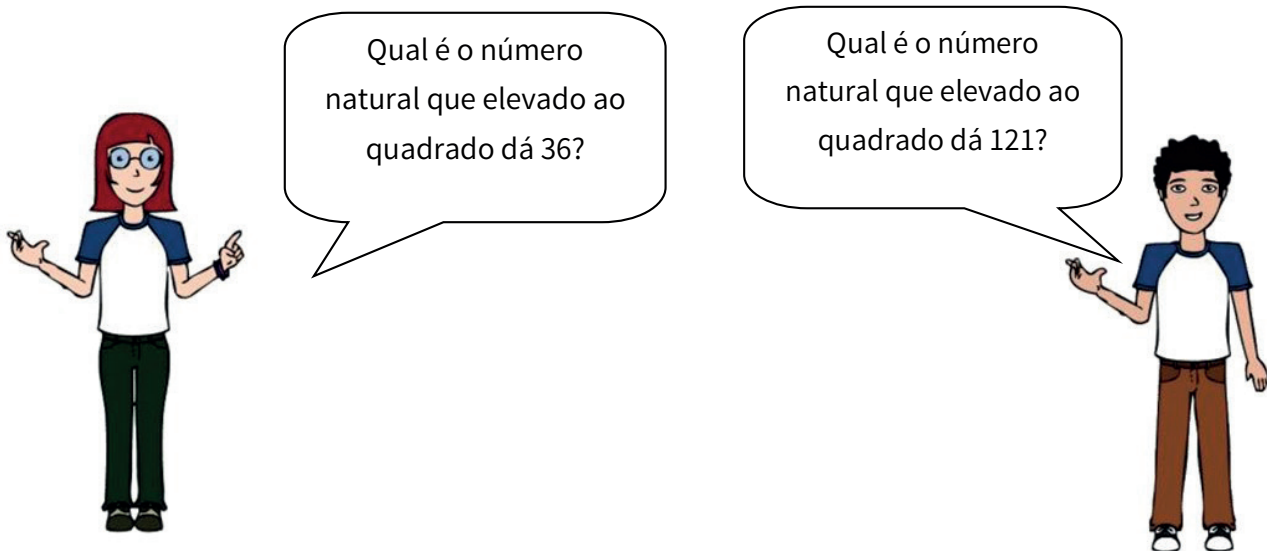 Qual é o número
natural que elevado ao
quadrado dá 36?
Qual é o número
natural que elevado ao
quadrado dá 121?